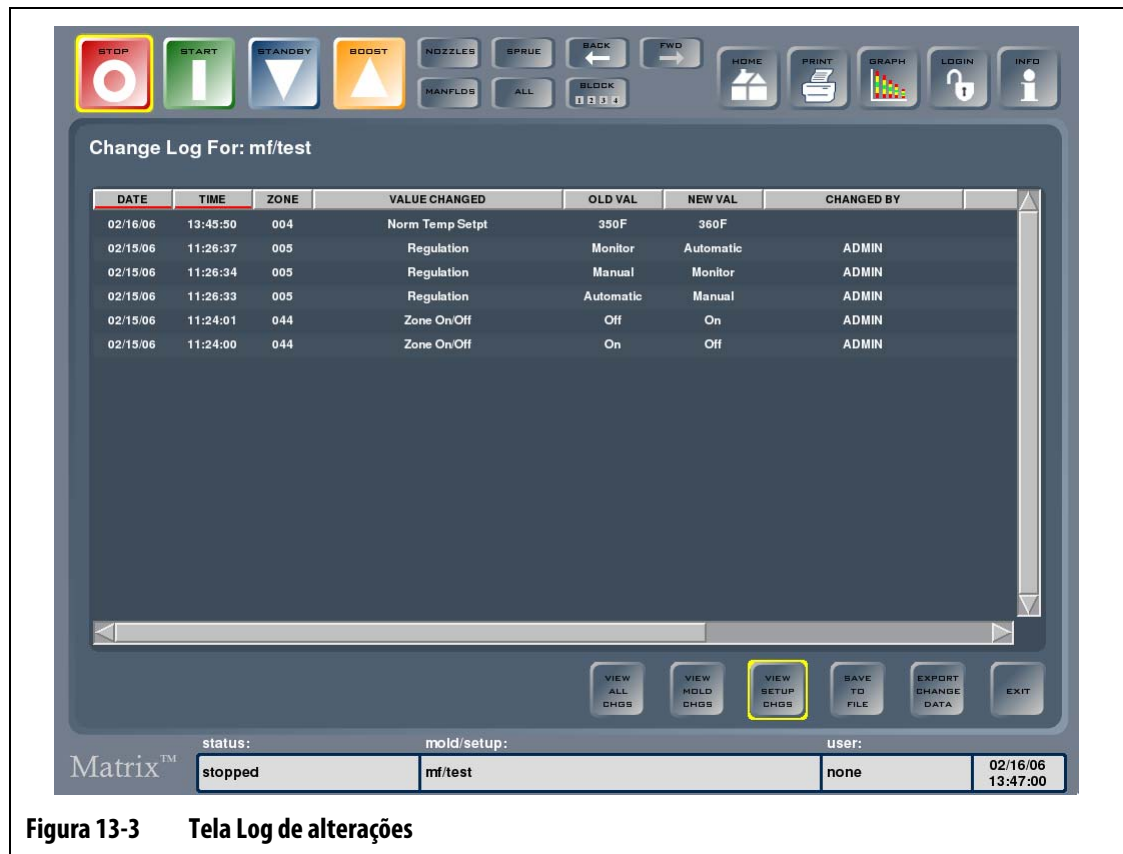 STOP START STANDBY BOOST NOZZLES SPRUE BACK FWD
MANFLDS ALL BLOCK
1 2 3 4
HOME PRINT GRAPH LOGIN INFO
Change Log For: mf/test
DATE TIME ZONE VALUE CHANGED OLD VAL NEW VAL CHANGED BY
02/16/06 13:45:50 004 Norm Temp Setpt 350F 360F
02/15/06 11:26:37 005 Regulation Monitor Automatic ADMIN
02/15/06 11:26:34 005 Regulation Manual Monitor ADMIN
02/15/06 11:26:33 005 Regulation Automatic Manual ADMIN
02/15/06 11:24:01 044 Zone On/Off Off On ADMIN
02/15/06 11:24:00 044 Zone On/Off On Off ADMIN
VIEW ALL CHGS
VIEW MOLD CHGS
VIEW SETUP CHGS
SAVE TO FILE
EXPORT CHANGE DATA
EXIT
status: mold/setup: user:
Matrix™ stopped mf/test none 02/16/06
13:47:00
Figura 13-3 Tela Log de alterações